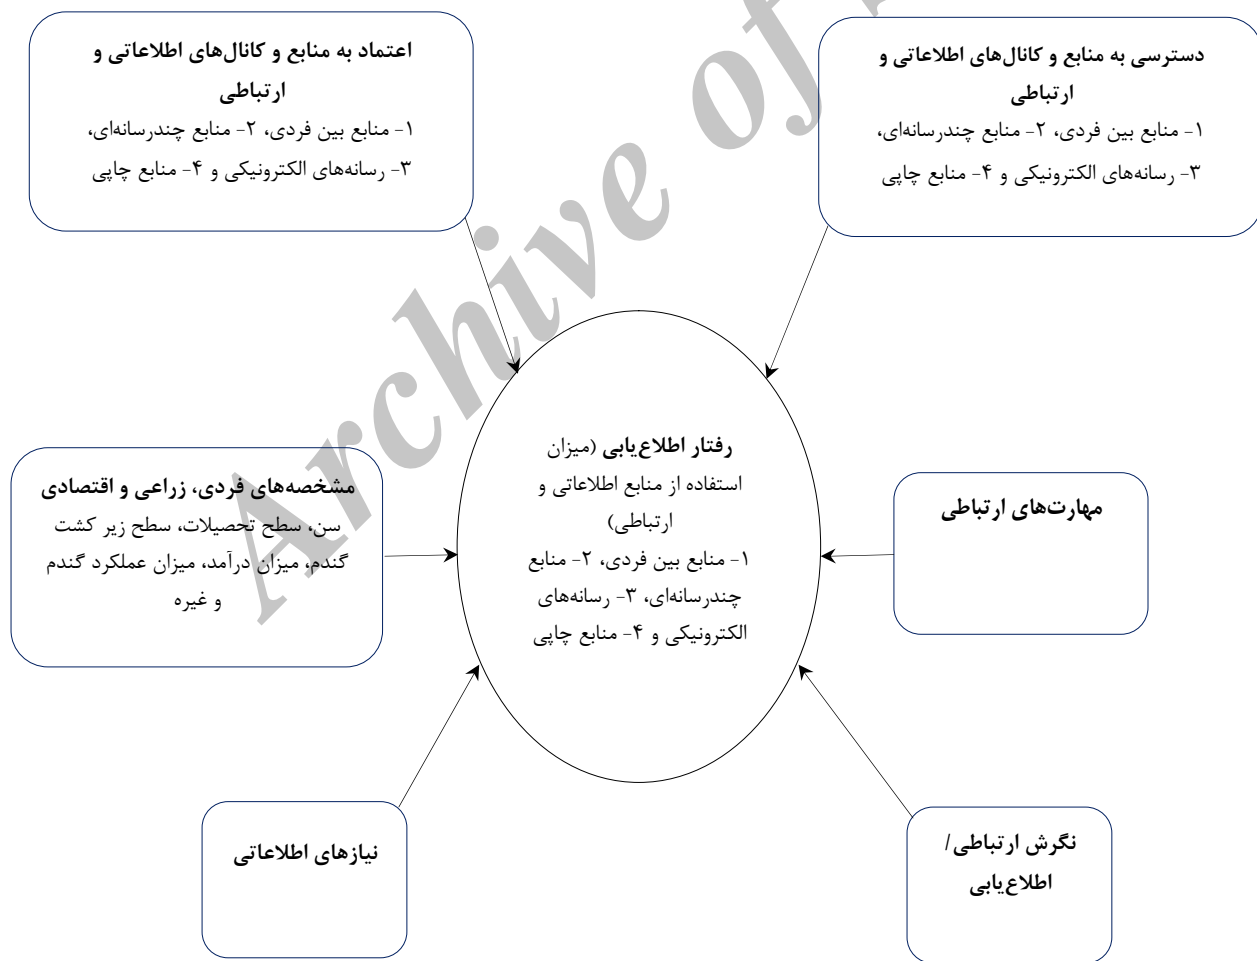 دسترسی به منابع و کانال‌های اطلاعاتی و
ارتباطی
۱- منابع بین فردی، ۲- منابع چندرسانه‌ای،
۳- رسانه‌های الکترونیکی و ۴- منابع چاپی
اعتماد به منابع و کانال‌های اطلاعاتی و
ارتباطی
۱- منابع بین فردی، ۲- منابع چندرسانه‌ای،
۳- رسانه‌های الکترونیکی و ۴- منابع چاپی
مهارت‌های ارتباطی
رفتار اطلاع‌یابی (میزان
استفاده از منابع اطلاعاتی و
ارتباطی)
۱- منابع بین فردی، ۲- منابع
چندرسانه‌ای، ۳- رسانه‌های
الکترونیکی و ۴- منابع چاپی
مشخصه‌های فردی، زراعی و اقتصادی
سن، سطح تحصیلات، سطح زیر کشت
گندم، میزان درآمد، میزان عملکرد گندم
و غیره
نگرش ارتباطی/
اطلاع‌یابی
نیازهای اطلاعاتی
Archive of